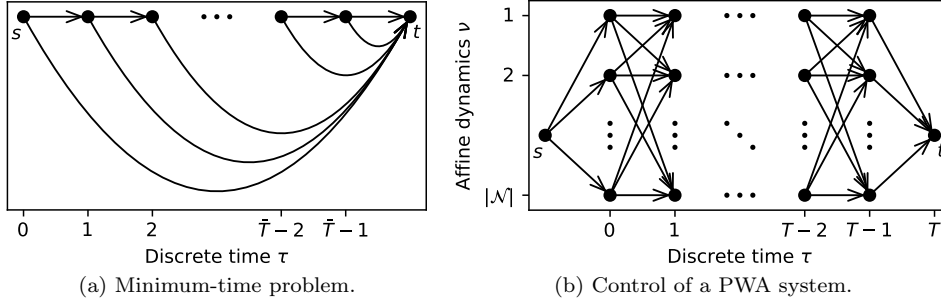 s
t
0 1 2 T̄ − 2 T̄ − 1
Discrete time τ
(a) Minimum-time problem.
Affine dynamics ν
1
2
|𝒩|
s
t
0 1 T − 2 T − 1 T
Discrete time τ
(b) Control of a PWA system.